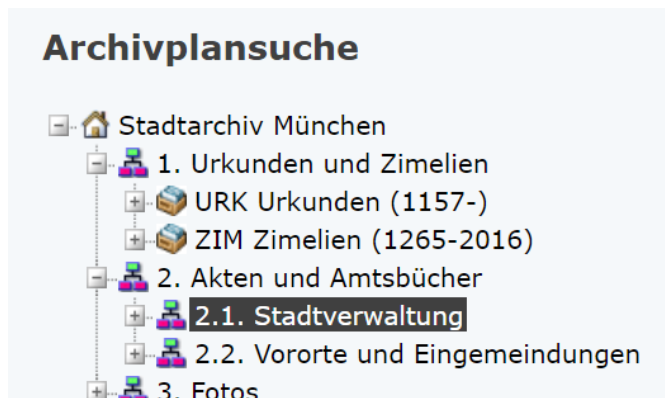 Archivplansuche
Stadtarchiv München
1. Urkunden und Zimelien
URK Urkunden (1157-)
ZIM Zimelien (1265-2016)
2. Akten und Amtsbücher
2.1. Stadtverwaltung
2.2. Vororte und Eingemeindungen
3. Fotos